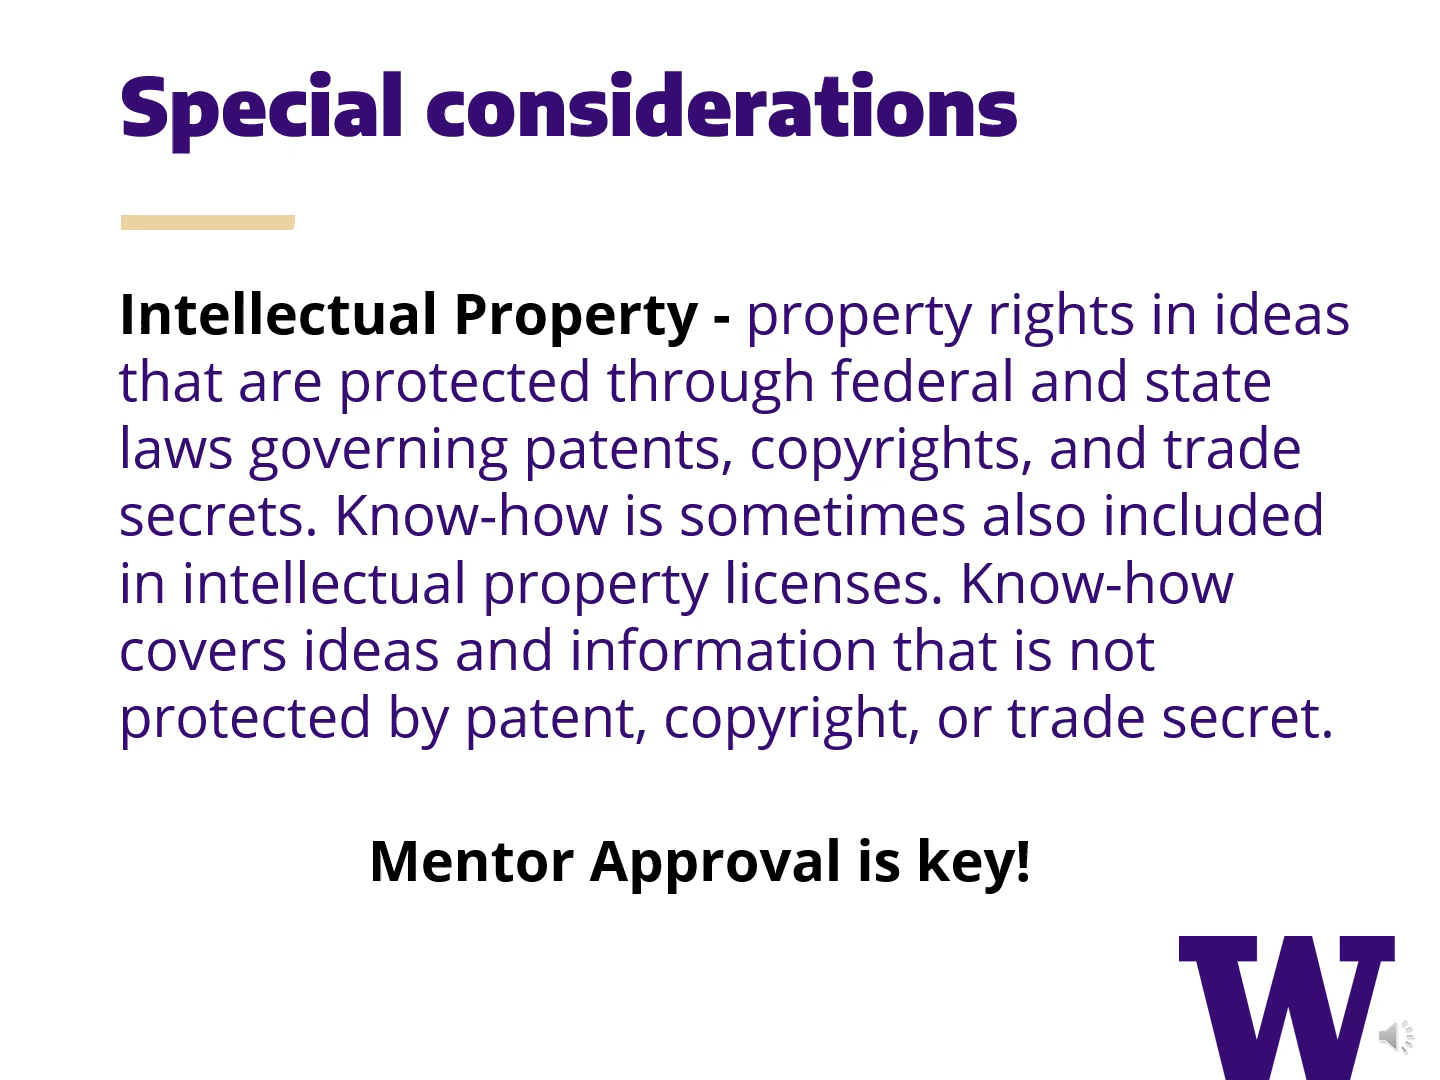 Special considerations
Intellectual Property - property rights in ideas
that are protected through federal and state
laws governing patents, copyrights, and trade
secrets. Know-how is sometimes also included
in intellectual property licenses. Know-how
covers ideas and information that is not
protected by patent, copyright, or trade secret.
Mentor Approval is key!
W